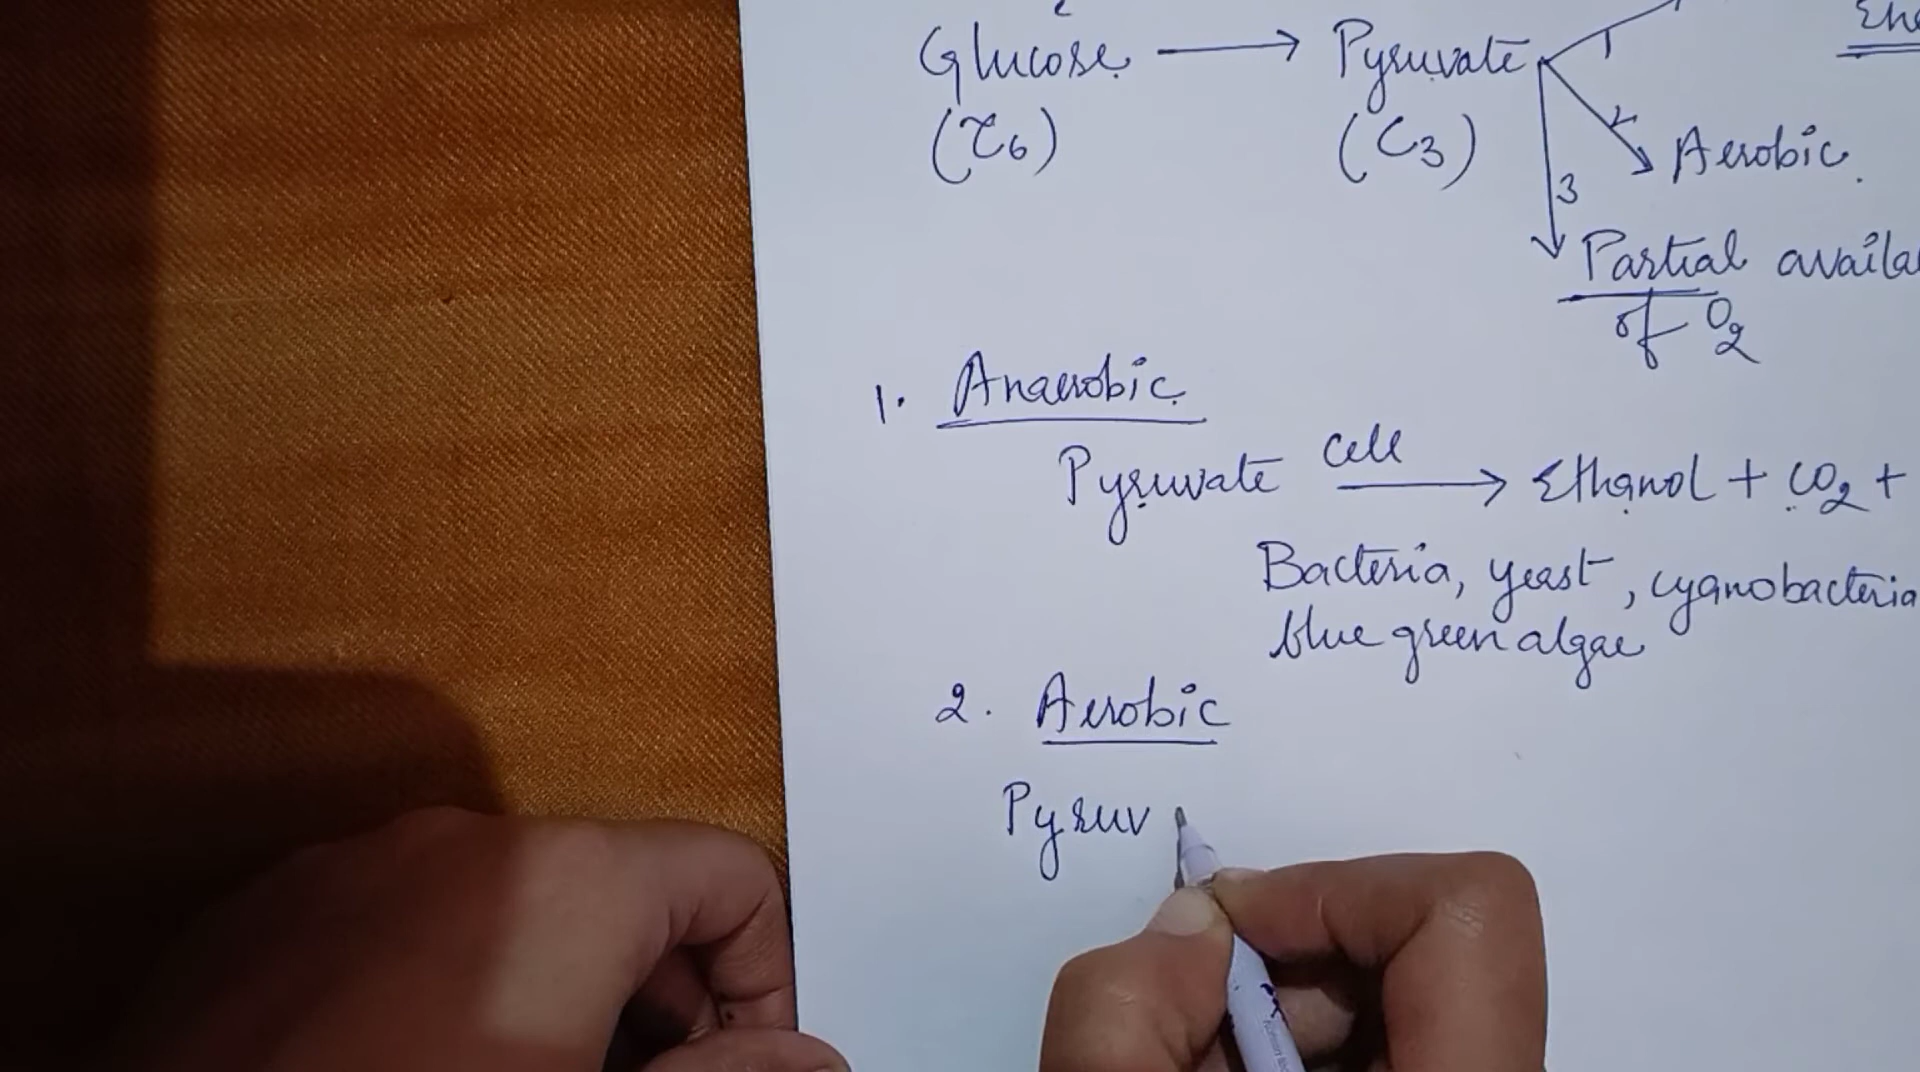 Glucose → Pyruvate
1
(C6) (C3)
2
Aerobic
3
Partial
of O2
1. Anaerobic
Pyruvate cell → Ethanol + CO2 +
Bacteria, yeast, cyanobacteria
blue green algae
2. Aerobic
Pyruv